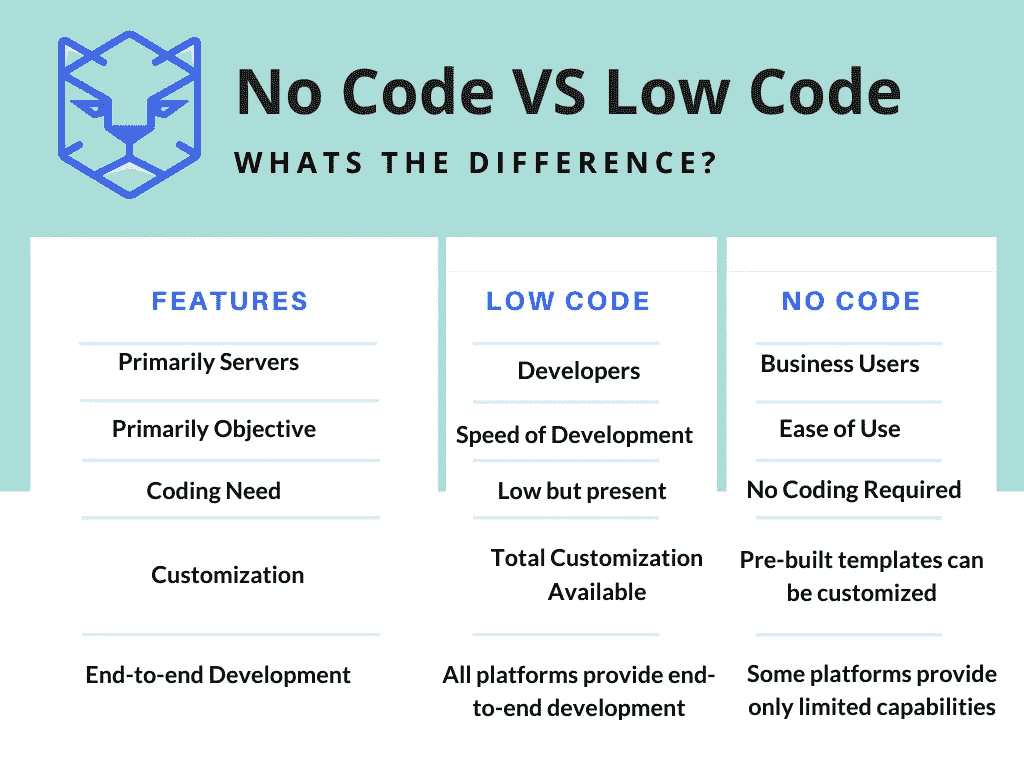 No Code VS Low Code
WHATS THE DIFFERENCE?
FEATURES
LOW CODE
NO CODE
Primarily Servers
Developers
Business Users
Primarily Objective
Speed of Development
Ease of Use
Coding Need
Low but present
No Coding Required
Customization
Total Customization
Available
Pre-built templates can
be customized
End-to-end Development
All platforms provide end-
to-end development
Some platforms provide
only limited capabilities